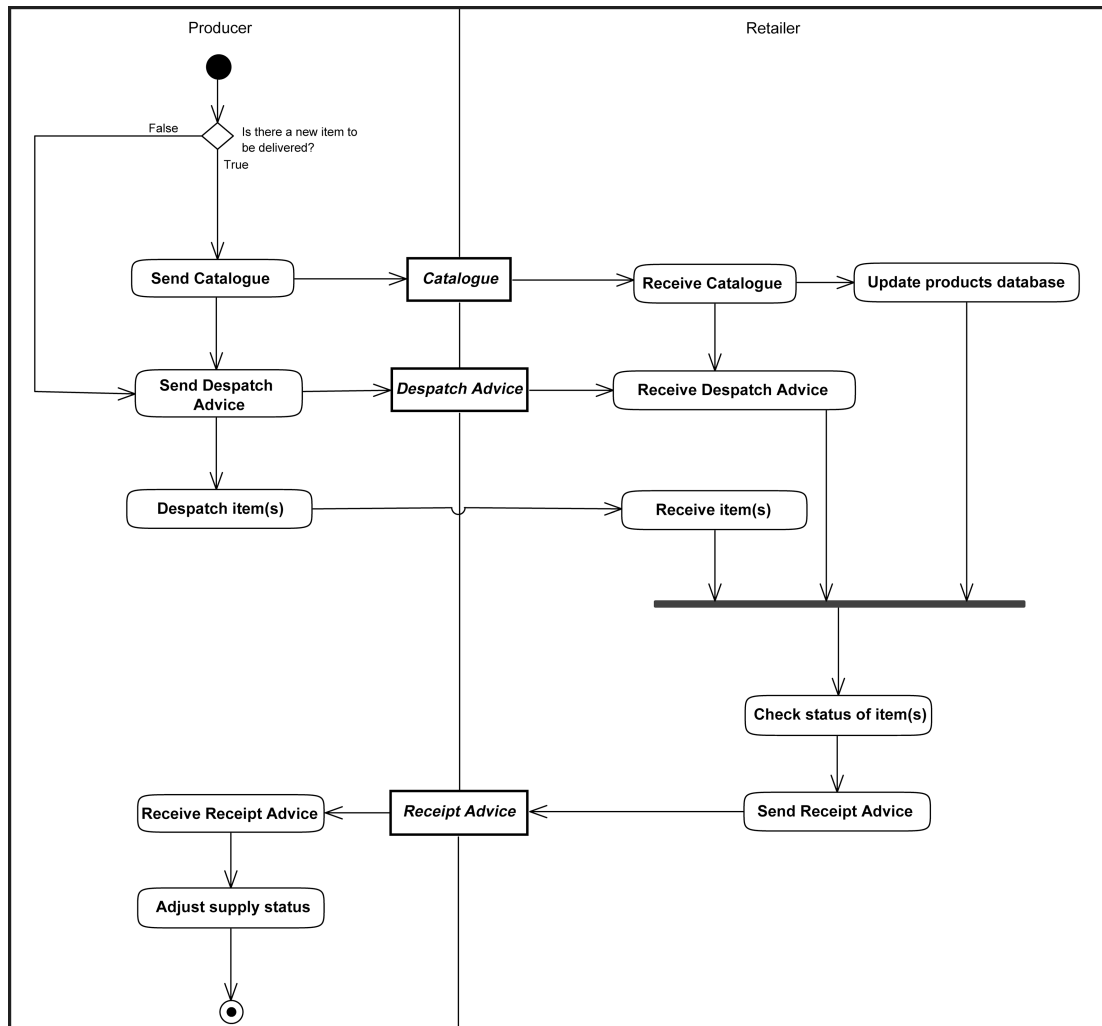 Producer
Retailer
False
Is there a new item to
be delivered?
True
Send Catalogue
Catalogue
Receive Catalogue
Update products database
Send Despatch
Advice
Despatch Advice
Receive Despatch Advice
Despatch item(s)
Receive item(s)
Check status of item(s)
Receive Receipt Advice
Receipt Advice
Send Receipt Advice
Adjust supply status